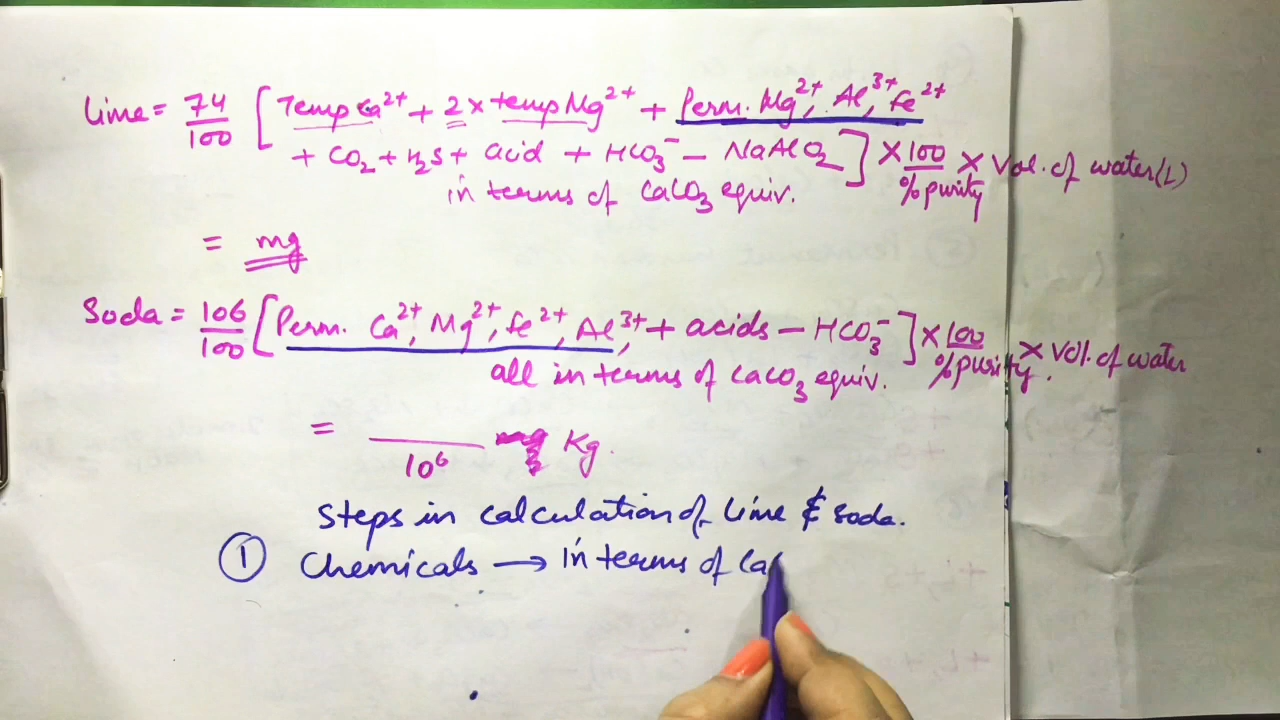 Lime = 74/100 [Temp Ca²⁺ + 2 x temp Mg²⁺ + Perm. Mg²⁺, Al³⁺, Fe²⁺
+ CO₂ + H₂S + acid + HCO₃⁻ - NaAlO₂] x 100/% purity x Vol. of water (L)
in terms of CaCO₃ equiv.
= mg
Soda = 106/100 [Perm. Ca²⁺, Mg²⁺, Fe²⁺, Al³⁺, + acids - HCO₃⁻] x 100/% purity. x Vol. of water
all in terms of CaCO₃ equiv.
= ___/10⁶ Kg.
Steps in calculation of Lime & Soda.
① Chemicals → In terms of Ca